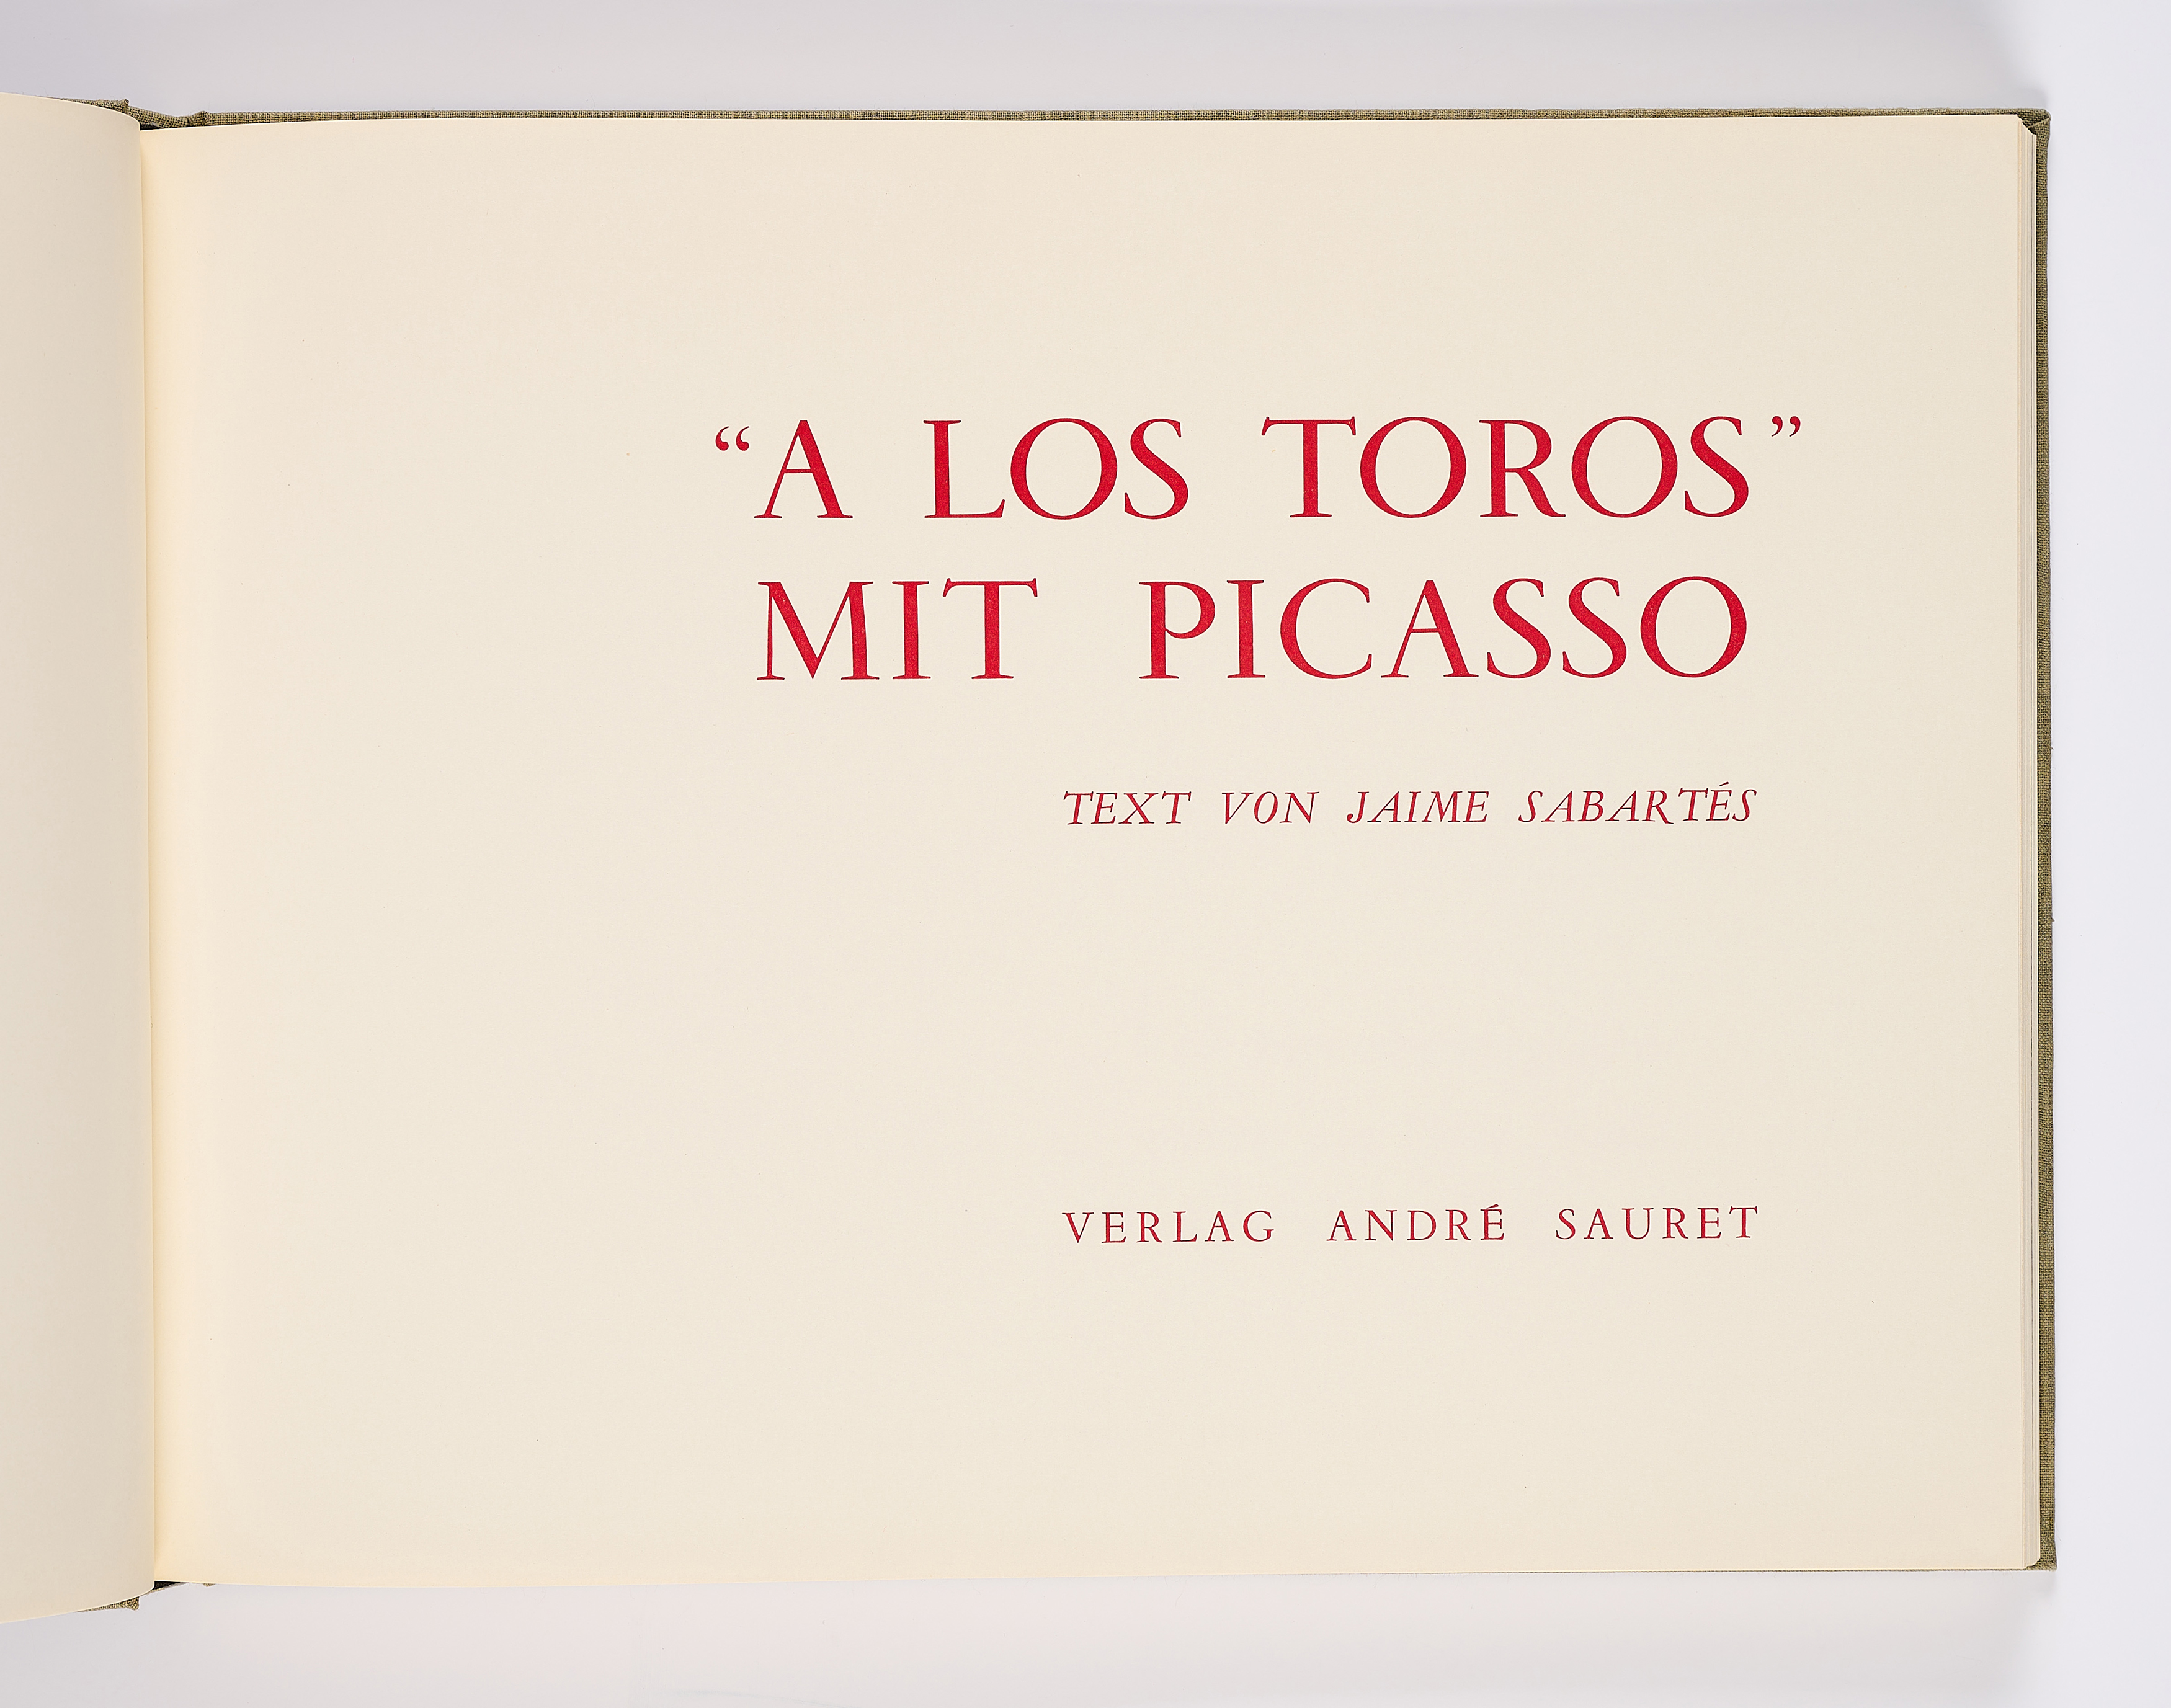 “A LOS TOROS”
MIT PICASSO
TEXT VON JAIME SABARTÉS
VERLAG ANDRÉ SAURET